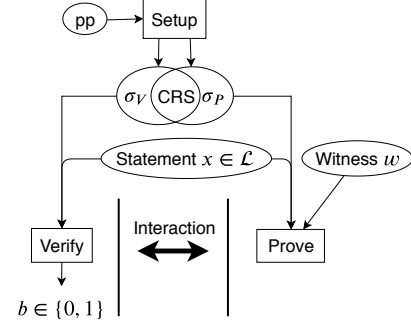 pp
Setup
σ_V CRS σ_P
Statement x ∈ ℒ
Witness w
Interaction
Verify
Prove
b ∈ {0, 1}